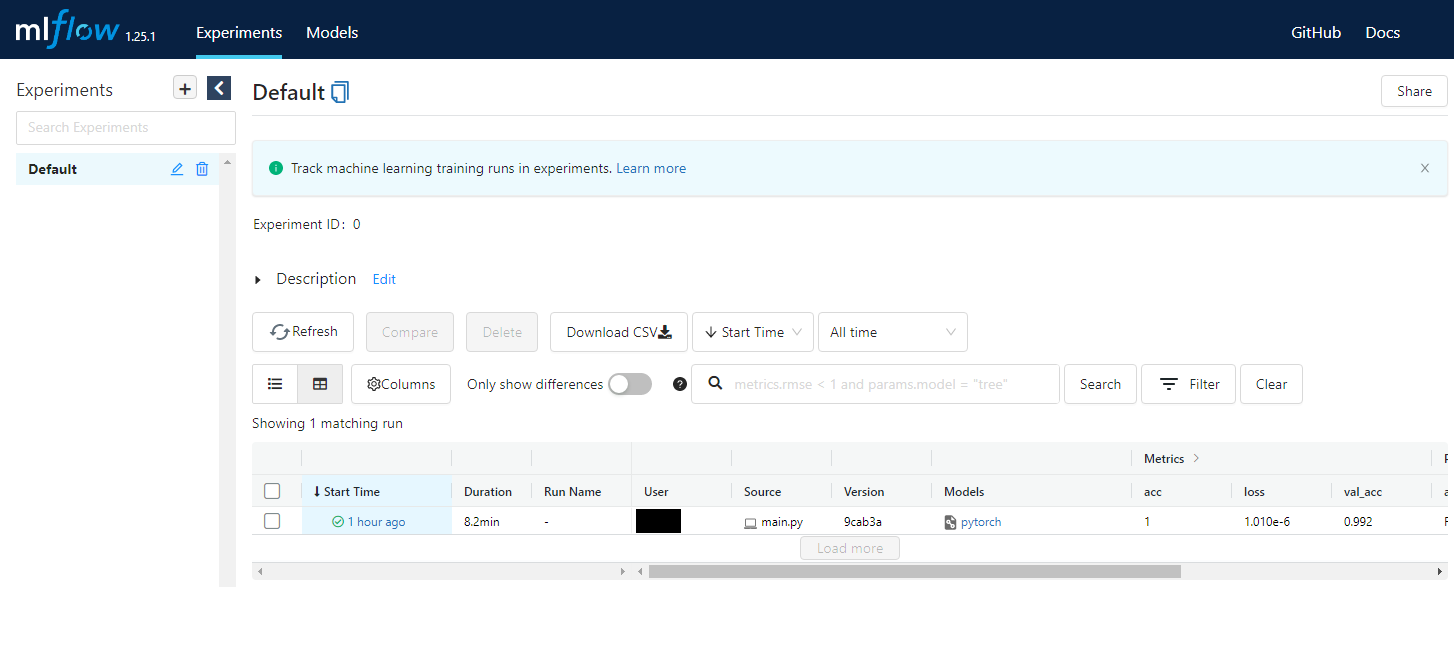 mlflow 1.25.1 Experiments Models GitHub Docs
Experiments +
Search Experiments
Default
Default
Share
Track machine learning training runs in experiments. Learn more
Experiment ID: 0
Description Edit
Refresh Compare Delete Download CSV Start Time All time
Columns Only show differences ? metrics.rmse < 1 and params.model = "tree" Search Filter Clear
Showing 1 matching run
Metrics >
↓ Start Time Duration Run Name User Source Version Models acc loss val_acc
1 hour ago 8.2min - main.py 9cab3a pytorch 1 1.010e-6 0.992
Load more